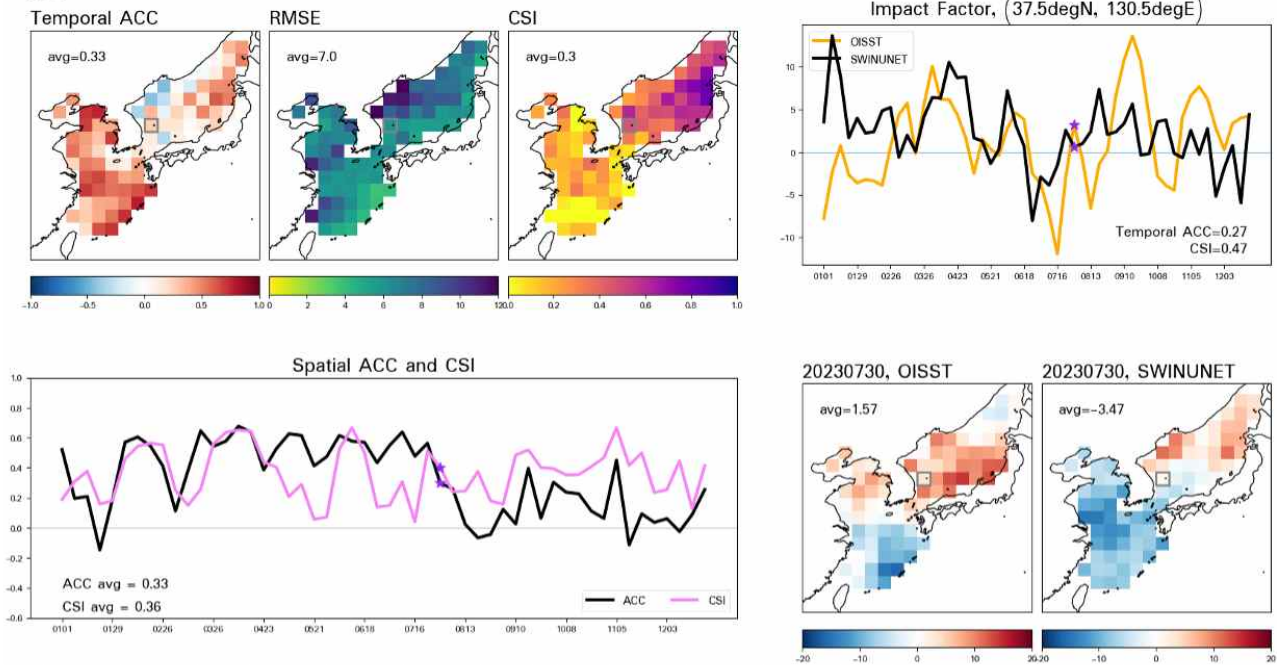 Temporal ACC
RMSE
CSI
avg=0.33
avg=7.0
avg=0.3
-1.0 -0.5 0.0 0.5 1.0
0 2 4 6 8 10 12
0.0 0.2 0.4 0.6 0.8 1.0
Impact Factor, (37.5degN, 130.5degE)
OISST
SWINUNET
10
5
0
-5
-10
Temporal ACC=0.27
CSI=0.47
0101 0129 0226 0326 0423 0521 0618 0716 0813 0910 1008 1105 1203
Spatial ACC and CSI
1.0
0.8
0.6
0.4
0.2
0.0
-0.2
-0.4
-0.6
ACC avg = 0.33
CSI avg = 0.36
ACC CSI
0101 0129 0226 0326 0423 0521 0618 0716 0813 0910 1008 1105 1203
20230730, OISST
20230730, SWINUNET
avg=1.57
avg=-3.47
-20 -10 0 10 20
-20 -10 0 10 20